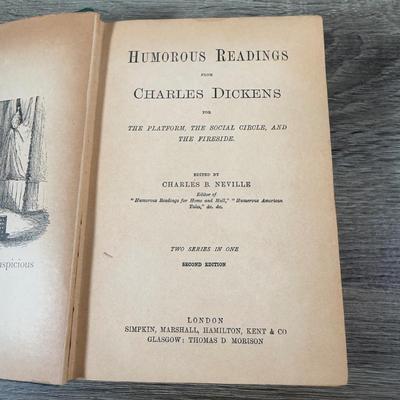 HUMOROUS READINGS
FROM
CHARLES DICKENS
FOR
THE PLATFORM, THE SOCIAL CIRCLE, AND
THE FIRESIDE.
EDITED BY
CHARLES B. NEVILLE
Editor of
"Humorous Readings for Home and Hall," "Humorous American
Tales," &c. &c.
TWO SERIES IN ONE
SECOND EDITION
LONDON
SIMPKIN, MARSHALL, HAMILTON, KENT & CO
GLASGOW: THOMAS D MORISON